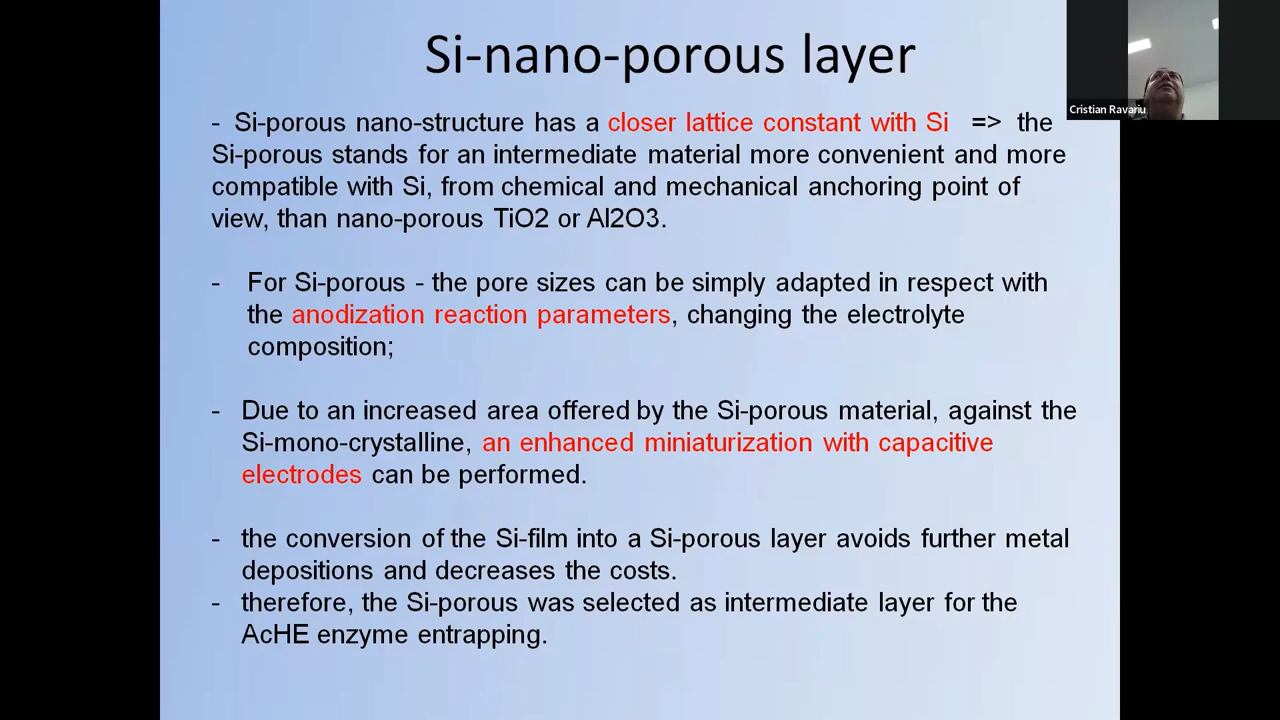 Si-nano-porous layer
Cristian Ravariu
- Si-porous nano-structure has a closer lattice constant with Si => the
Si-porous stands for an intermediate material more convenient and more
compatible with Si, from chemical and mechanical anchoring point of
view, than nano-porous TiO2 or Al2O3.
- For Si-porous - the pore sizes can be simply adapted in respect with
the anodization reaction parameters, changing the electrolyte
composition;
- Due to an increased area offered by the Si-porous material, against the
Si-mono-crystalline, an enhanced miniaturization with capacitive
electrodes can be performed.
- the conversion of the Si-film into a Si-porous layer avoids further metal
depositions and decreases the costs.
- therefore, the Si-porous was selected as intermediate layer for the
AcHE enzyme entrapping.